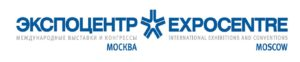 ЭКСПОЦЕНТР EXPOCENTRE
МЕЖДУНАРОДНЫЕ ВЫСТАВКИ И КОНГРЕССЫ INTERNATIONAL EXHIBITIONS AND CONVENTIONS
МОСКВА MOSCOW